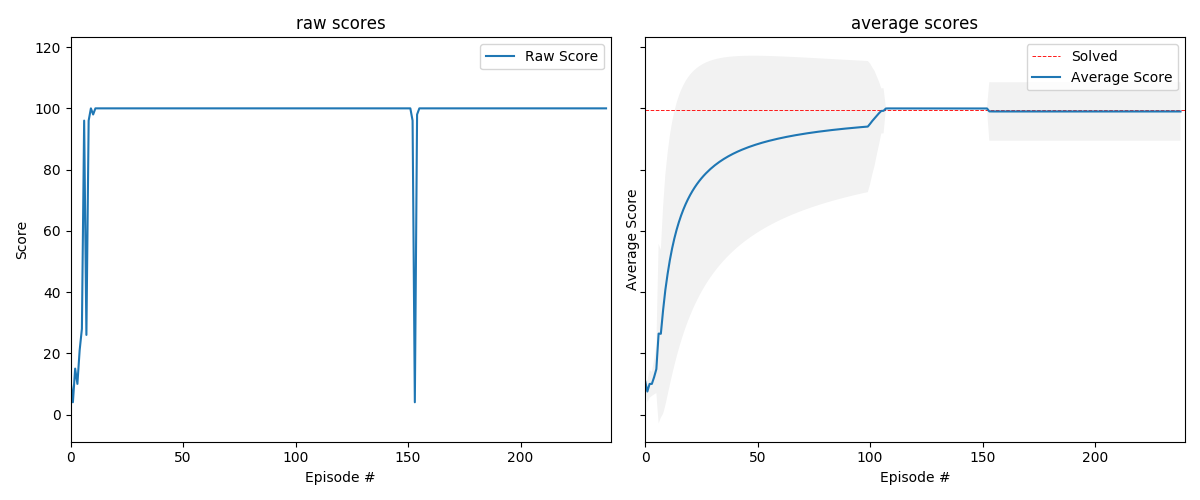 raw scores
Score
120
100
80
60
40
20
0
Raw Score
0 50 100 150 200
Episode #
average scores
Average Score
Solved
Average Score
0 50 100 150 200
Episode #